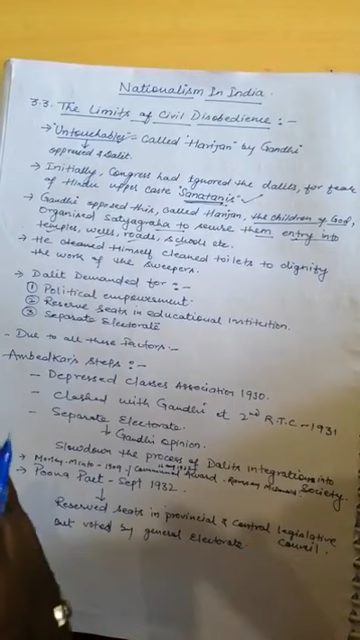 Nationalism In India.
3.3. The Limits of Civil Disobedience :-
→ "Untouchables" = called "Harijan" by Gandhi
oppressed & Dalit.
→ Initially, Congress had ignored the dalits, for fear
of Hindu upper caste "Sanatanis"
→ Gandhi opposed this, called Harijan, the children of God,
Organised Satyagraha to secure them entry into
temples, wells, roads, schools etc.
→ He cleaned Himself cleaned toilets to dignity
the work of the sweepers.
→ Dalit Demanded for :-
① Political empowerment
② Reserve seats in educational institution.
③ Separate Electorate
- Due to all these factors :-
Ambedkar's steps :-
- Depressed Classes Association 1930.
- Clashed with Gandhi at 2nd R.T.C - 1931
- Separate Electorate
↓ Gandhi opinion.
Slowdown the process of Dalits Integration into
Society.
→ Morley-Minto - 1909 / Communal Award -
→ Poona Pact - Sept 1932.
↓
Reserved seats in provincial & central legislative
Council.
but voted by general Electorate.